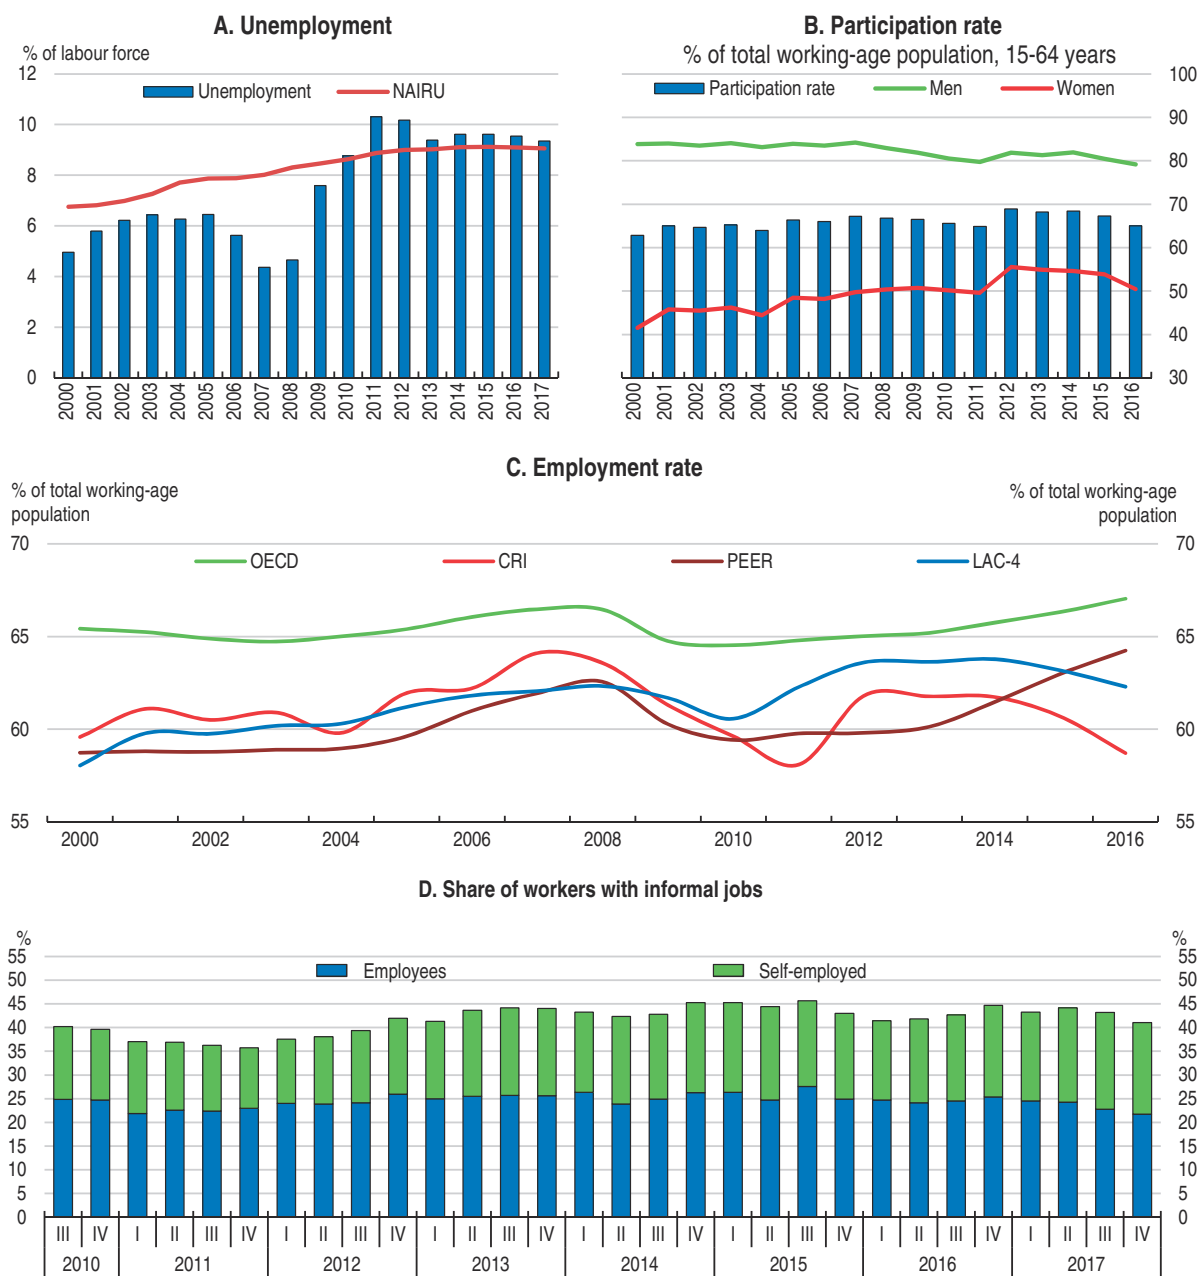 A. Unemployment
% of labour force
Unemployment NAIRU
12
10
8
6
4
2
0
2000 2001 2002 2003 2004 2005 2006 2007 2008 2009 2010 2011 2012 2013 2014 2015 2016 2017
B. Participation rate
% of total working-age population, 15-64 years
Participation rate Men Women
100
90
80
70
60
50
40
30
2000 2001 2002 2003 2004 2005 2006 2007 2008 2009 2010 2011 2012 2013 2014 2015 2016
C. Employment rate
% of total working-age
population
% of total working-age
population
70 70
OECD CRI PEER LAC-4
65 65
60 60
55 55
2000 2002 2004 2006 2008 2010 2012 2014 2016
D. Share of workers with informal jobs
% %
55 55
Employees Self-employed
50 50
45 45
40 40
35 35
30 30
25 25
20 20
15 15
10 10
5 5
0 0
III IV I II III IV I II III IV I II III IV I II III IV I II III IV I II III IV I II III IV
2010 2011 2012 2013 2014 2015 2016 2017